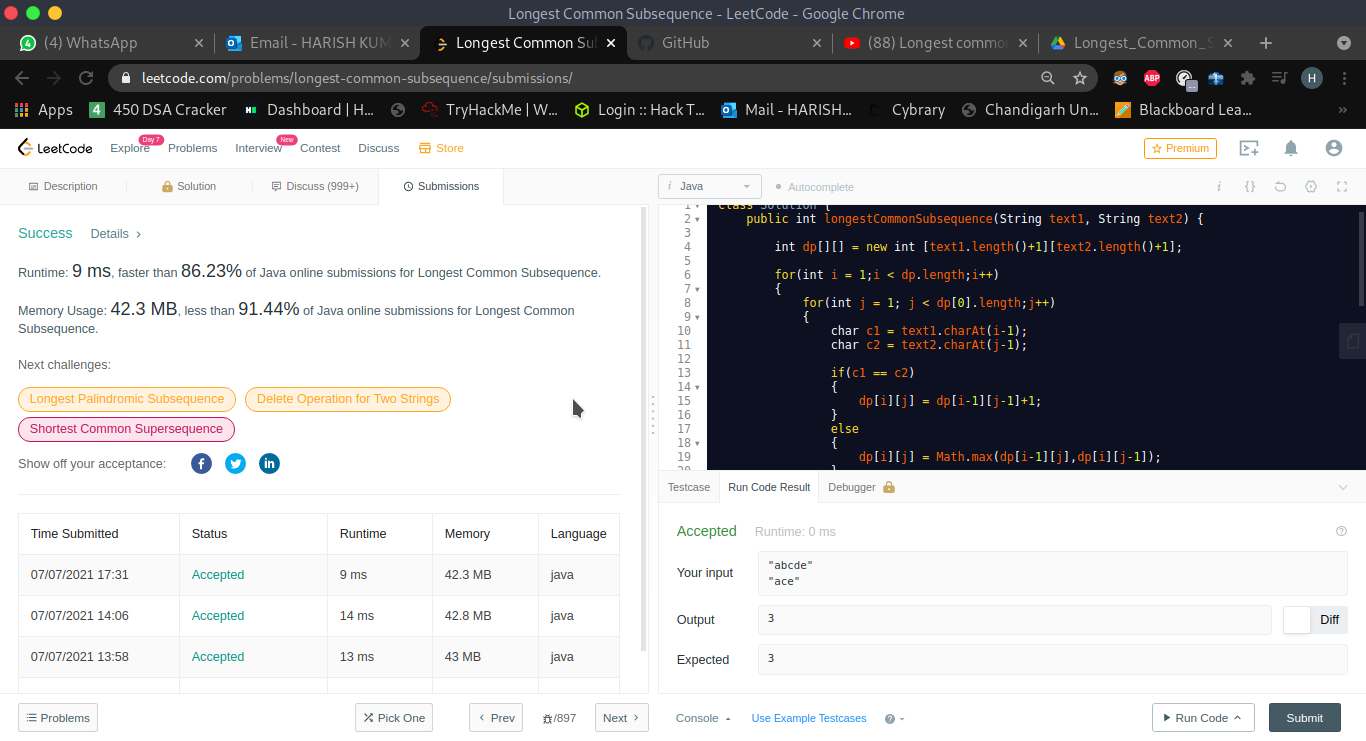 Longest Common Subsequence - LeetCode - Google Chrome
(4) WhatsApp
Email - HARISH KUM
Longest Common Su
GitHub
(88) Longest commo
Longest_Common_S
leetcode.com/problems/longest-common-subsequence/submissions/
ABP
H
Apps
4 450 DSA Cracker
Dashboard | H...
TryHackMe | W...
Login :: Hack T...
Mail - HARISH...
Cybrary
Chandigarh Un...
Blackboard Lea...
»
LeetCode
Explore
Day 7
Problems
Interview
New
Contest
Discuss
Store
Premium
Description
Solution
Discuss (999+)
Submissions
Success
Details >
Runtime: 9 ms, faster than 86.23% of Java online submissions for Longest Common Subsequence.
Memory Usage: 42.3 MB, less than 91.44% of Java online submissions for Longest Common
Subsequence.
Next challenges:
Longest Palindromic Subsequence
Delete Operation for Two Strings
Shortest Common Supersequence
Show off your acceptance:
Time Submitted Status Runtime Memory Language
07/07/2021 17:31 Accepted 9 ms 42.3 MB java
07/07/2021 14:06 Accepted 14 ms 42.8 MB java
07/07/2021 13:58 Accepted 13 ms 43 MB java
Problems
Pick One
< Prev
/897
Next >
i Java
Autocomplete
i {}
1 class Solution {
2 public int longestCommonSubsequence(String text1, String text2) {
3
4 int dp[][] = new int [text1.length()+1][text2.length()+1];
5
6 for(int i = 1;i < dp.length;i++)
7 {
8 for(int j = 1; j < dp[0].length;j++)
9 {
10 char c1 = text1.charAt(i-1);
11 char c2 = text2.charAt(j-1);
12
13 if(c1 == c2)
14 {
15 dp[i][j] = dp[i-1][j-1]+1;
16 }
17 else
18 {
19 dp[i][j] = Math.max(dp[i-1][j],dp[i][j-1]);
20 }
Testcase
Run Code Result
Debugger
Accepted
Runtime: 0 ms
Your input
"abcde"
"ace"
Output
3
Diff
Expected
3
Console
Use Example Testcases
Run Code
Submit